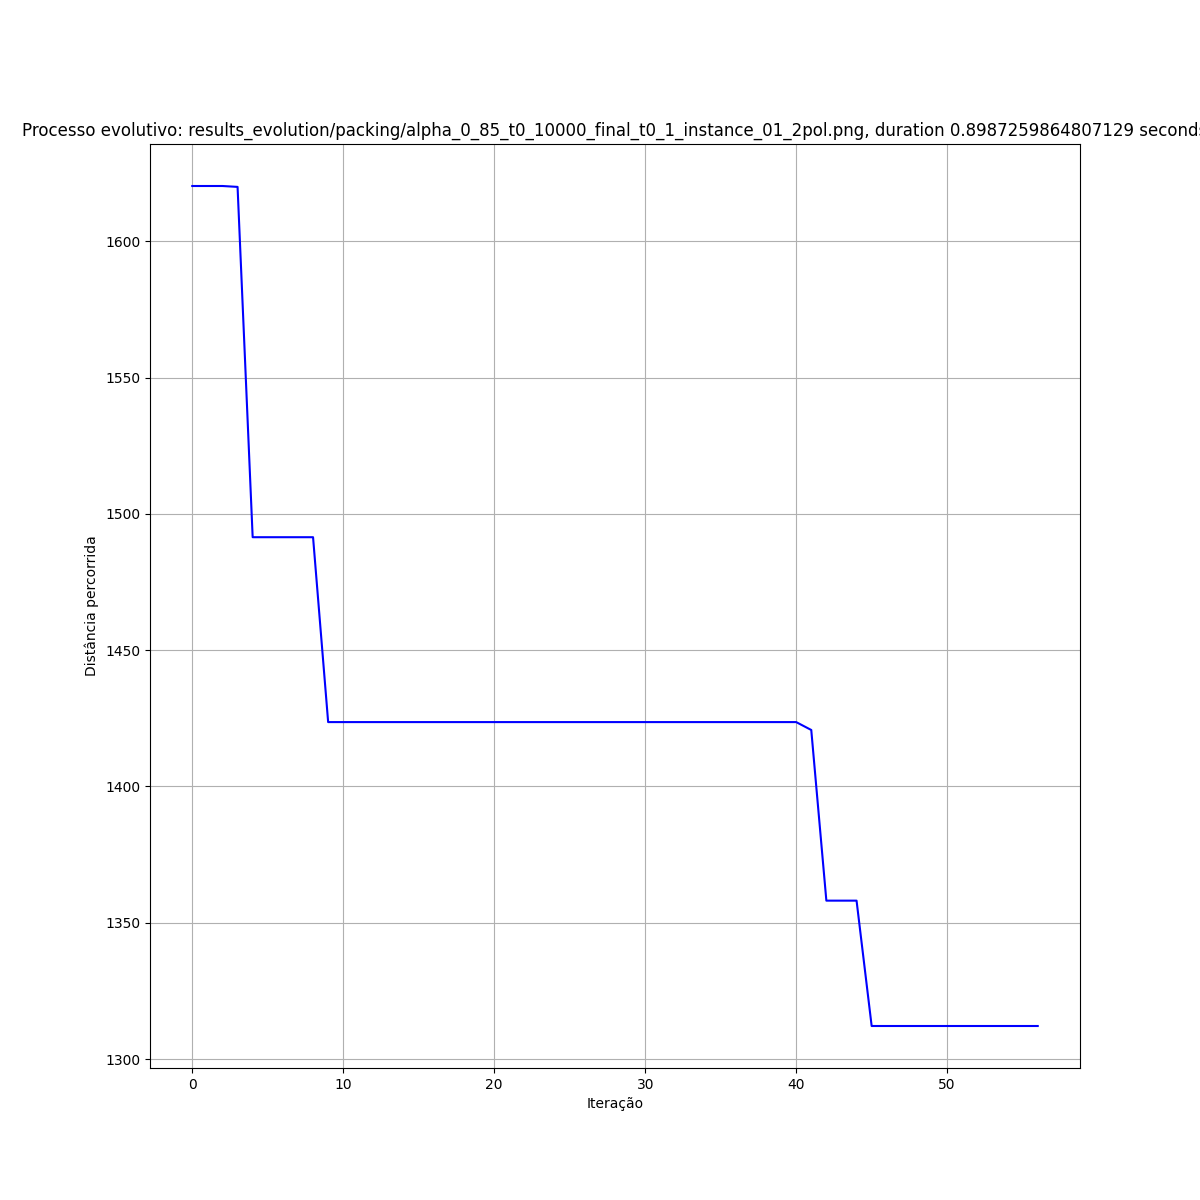 Processo evolutivo: results_evolution/packing/alpha_0_85_t0_10000_final_t0_1_instance_01_2pol.png, duration 0.8987259864807129 second
1600
1550
1500
1450
1400
1350
1300
Distância percorrida
0 10 20 30 40 50
Iteração